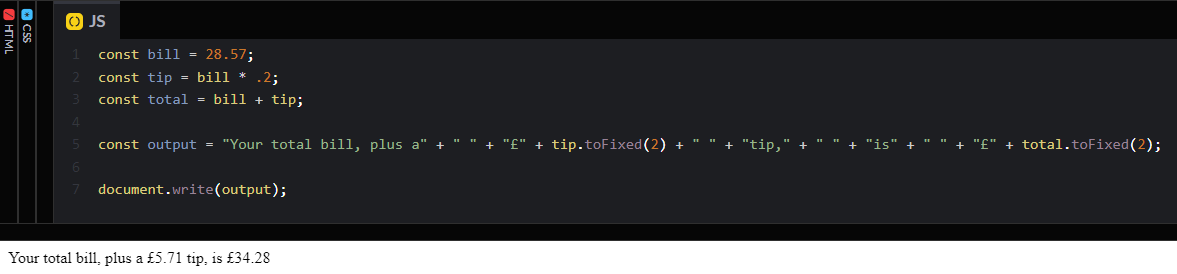 HTML
CSS
JS
1 const bill = 28.57;
2 const tip = bill * .2;
3 const total = bill + tip;
4
5 const output = "Your total bill, plus a" + " " + "£" + tip.toFixed(2) + " " + "tip," + " " + "is" + " " + "£" + total.toFixed(2);
6
7 document.write(output);
Your total bill, plus a £5.71 tip, is £34.28